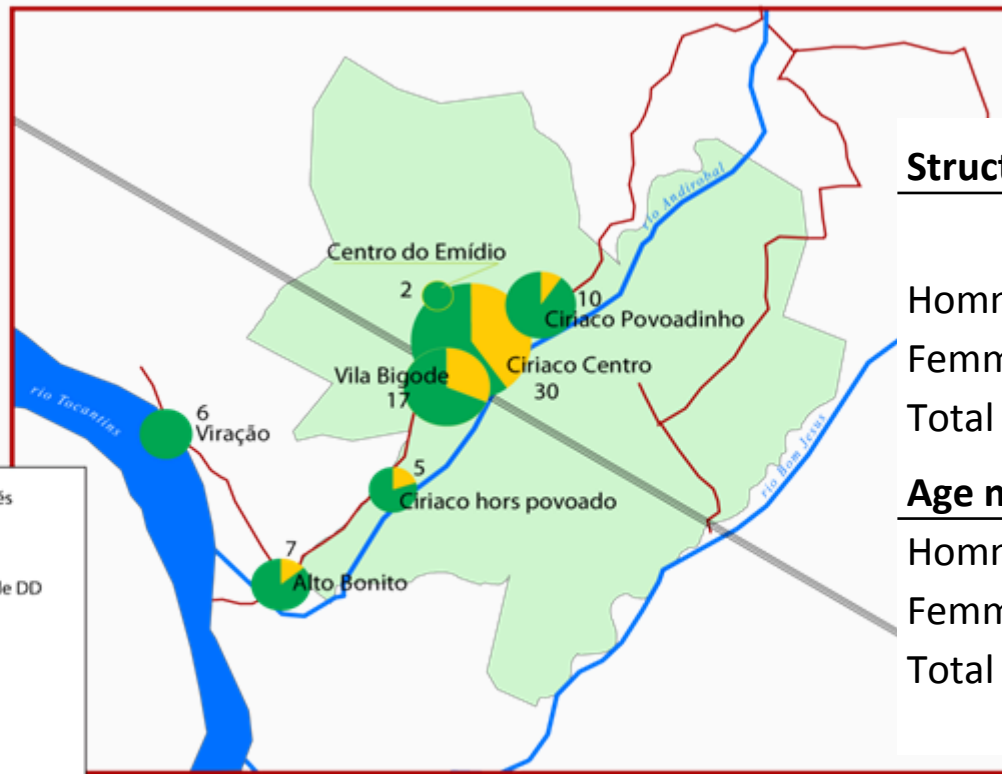 rio Andirobal
Centro do Emídio
2
10
Ciriaco Povoadinho
Ciriaco Centro
30
Vila Bigode
17
rio Tocantins
6
Viração
5
Ciriaco hors povoado
7
Alto Bonito
rio Bom Jesus
és
de DD
Struct
Homm
Femm
Total
Age m
Homm
Femm
Total